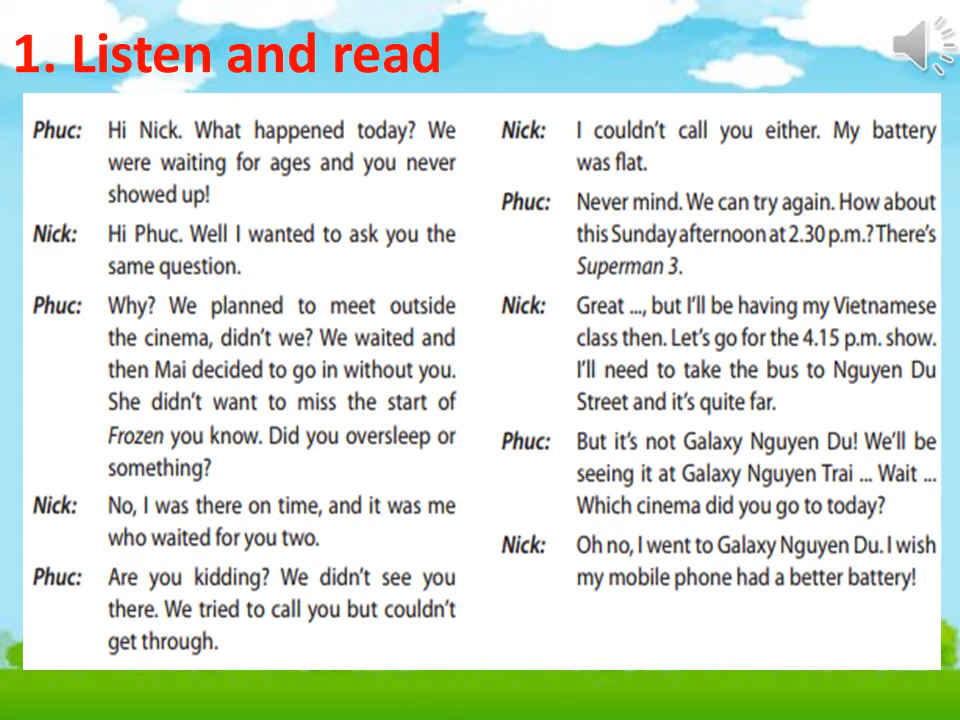 1. Listen and read
Phuc: Hi Nick. What happened today? We
were waiting for ages and you never
showed up!
Nick: Hi Phuc. Well I wanted to ask you the
same question.
Phuc: Why? We planned to meet outside
the cinema, didn't we? We waited and
then Mai decided to go in without you.
She didn't want to miss the start of
Frozen you know. Did you oversleep or
something?
Nick: No, I was there on time, and it was me
who waited for you two.
Phuc: Are you kidding? We didn't see you
there. We tried to call you but couldn't
get through.
Nick: I couldn't call you either. My battery
was flat.
Phuc: Never mind. We can try again. How about
this Sunday afternoon at 2.30 p.m.? There's
Superman 3.
Nick: Great ..., but I'll be having my Vietnamese
class then. Let's go for the 4.15 p.m. show.
I'll need to take the bus to Nguyen Du
Street and it's quite far.
Phuc: But it's not Galaxy Nguyen Du! We'll be
seeing it at Galaxy Nguyen Trai ... Wait ...
Which cinema did you go to today?
Nick: Oh no, I went to Galaxy Nguyen Du. I wish
my mobile phone had a better battery!